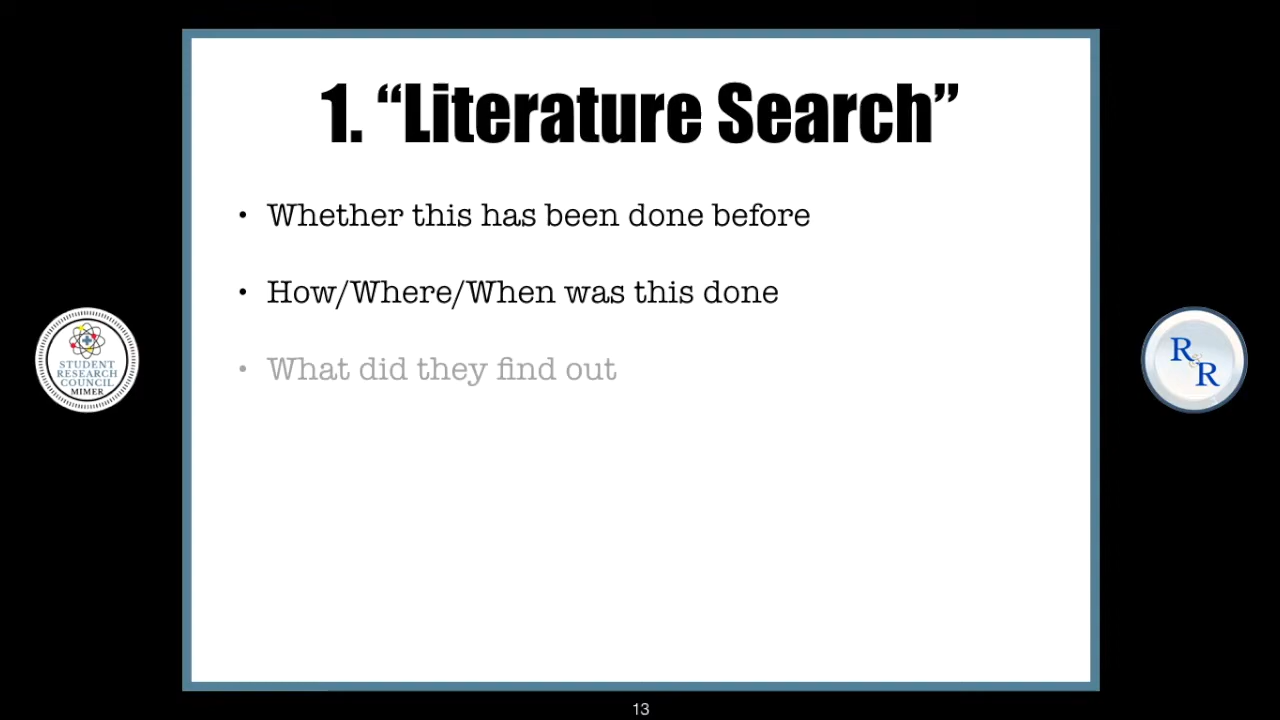 1. “Literature Search”
• Whether this has been done before
• How/Where/When was this done
• What did they find out
STUDENT
RESEARCH
COUNCIL
MIMER
R
&
R
13